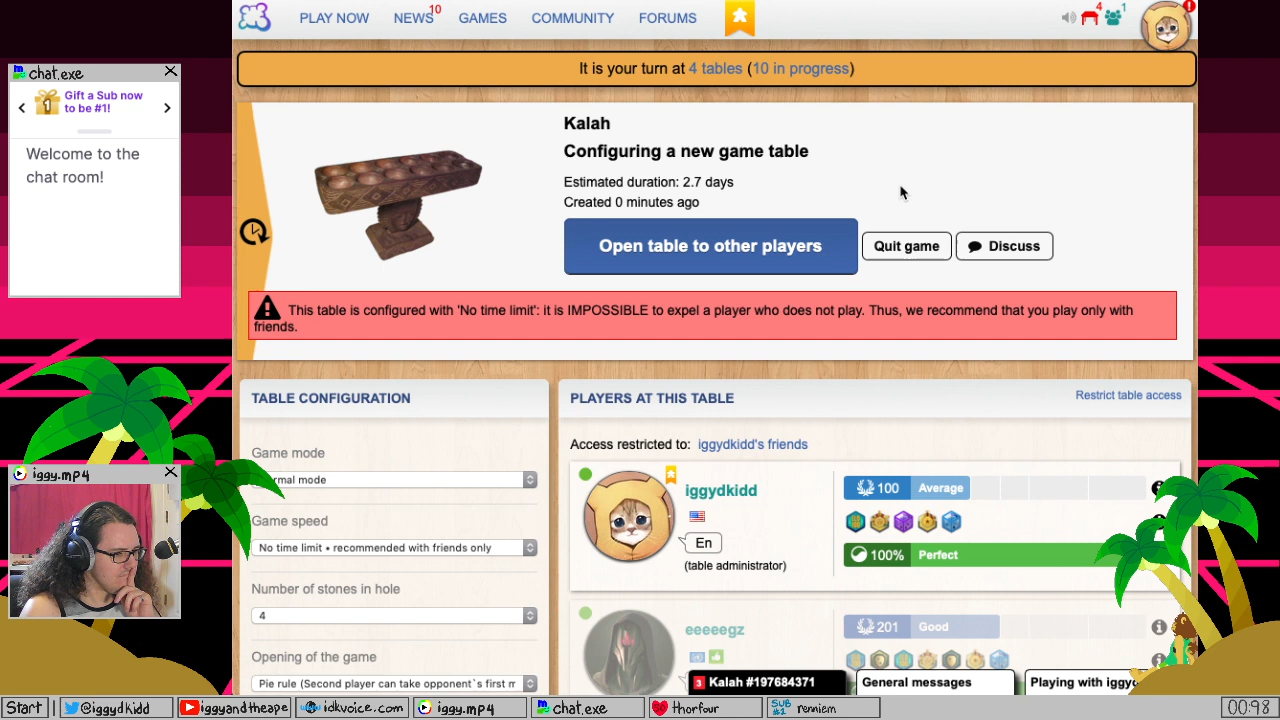 PLAY NOW
NEWS 10
GAMES
COMMUNITY
FORUMS
4
1
!
chat.exe
1
Gift a Sub now
to be #1!
Welcome to the
chat room!
It is your turn at 4 tables (10 in progress)
Kalah
Configuring a new game table
Estimated duration: 2.7 days
Created 0 minutes ago
Open table to other players
Quit game
Discuss
This table is configured with 'No time limit': it is IMPOSSIBLE to expel a player who does not play. Thus, we recommend that you play only with
friends.
TABLE CONFIGURATION
Game mode
rmal mode
Game speed
No time limit • recommended with friends only
Number of stones in hole
4
Opening of the game
Pie rule (Second player can take opponent`s first m
PLAYERS AT THIS TABLE
Restrict table access
Access restricted to: iggydkidd's friends
iggydkidd
En
(table administrator)
100 Average
100% Perfect
eeeeegz
201 Good
iggy.mp4
3 Kalah #197684371
General messages
Playing with iggyd
Start
@iggydkidd
iggyandtheape
idkvoice.com
iggy.mp4
chat.exe
thorfour
SUB #1 renniem
00:98